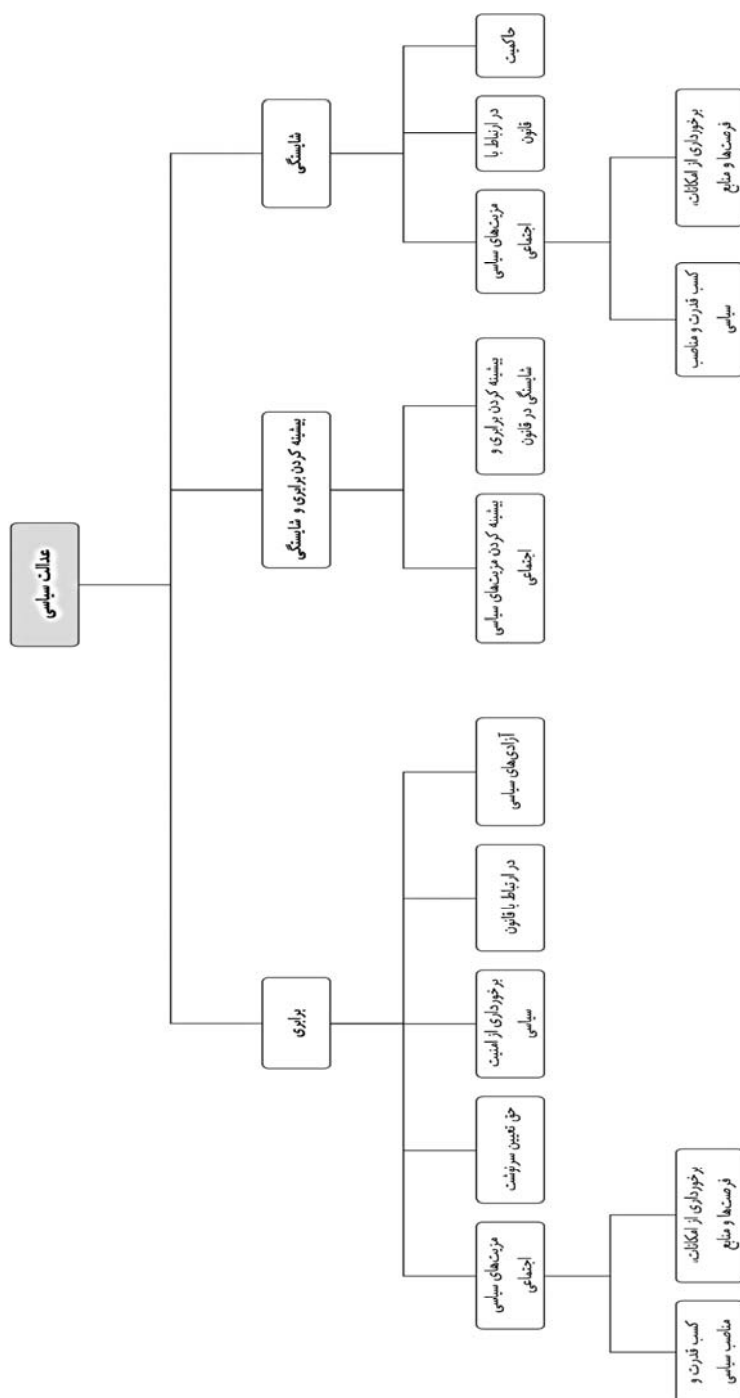 عدالت سیاسی
شایستگی
بیشینه کردن برابری و شایستگی
برابری
حاکمیت
در ارتباط با
قانون
مزیت‌های سیاسی
اجتماعی
بیشینه کردن برابری و
شایستگی در قانون
بیشینه کردن مزیت‌های سیاسی
اجتماعی
آزادی‌های سیاسی
در ارتباط با قانون
برخورداری از امنیت
سیاسی
حق تعیین سرنوشت
مزیت‌های سیاسی
اجتماعی
برخورداری از امکانات،
فرصت‌ها و منابع
کسب قدرت و مناصب
سیاسی
برخورداری از امکانات،
فرصت‌ها و منابع
کسب قدرت و
مناصب سیاسی